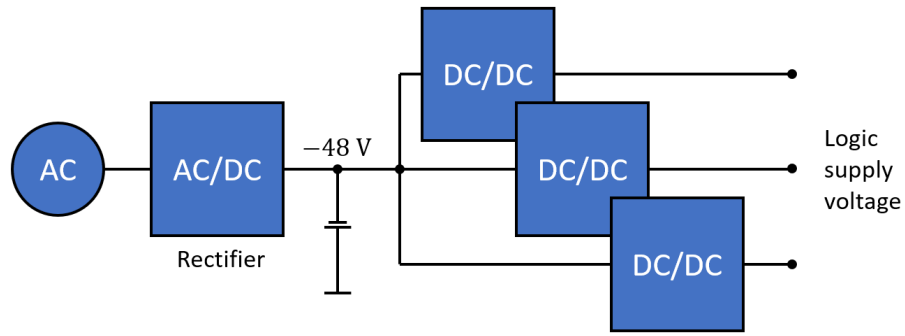 AC
AC/DC
Rectifier
−48 V
DC/DC
DC/DC
DC/DC
Logic
supply
voltage